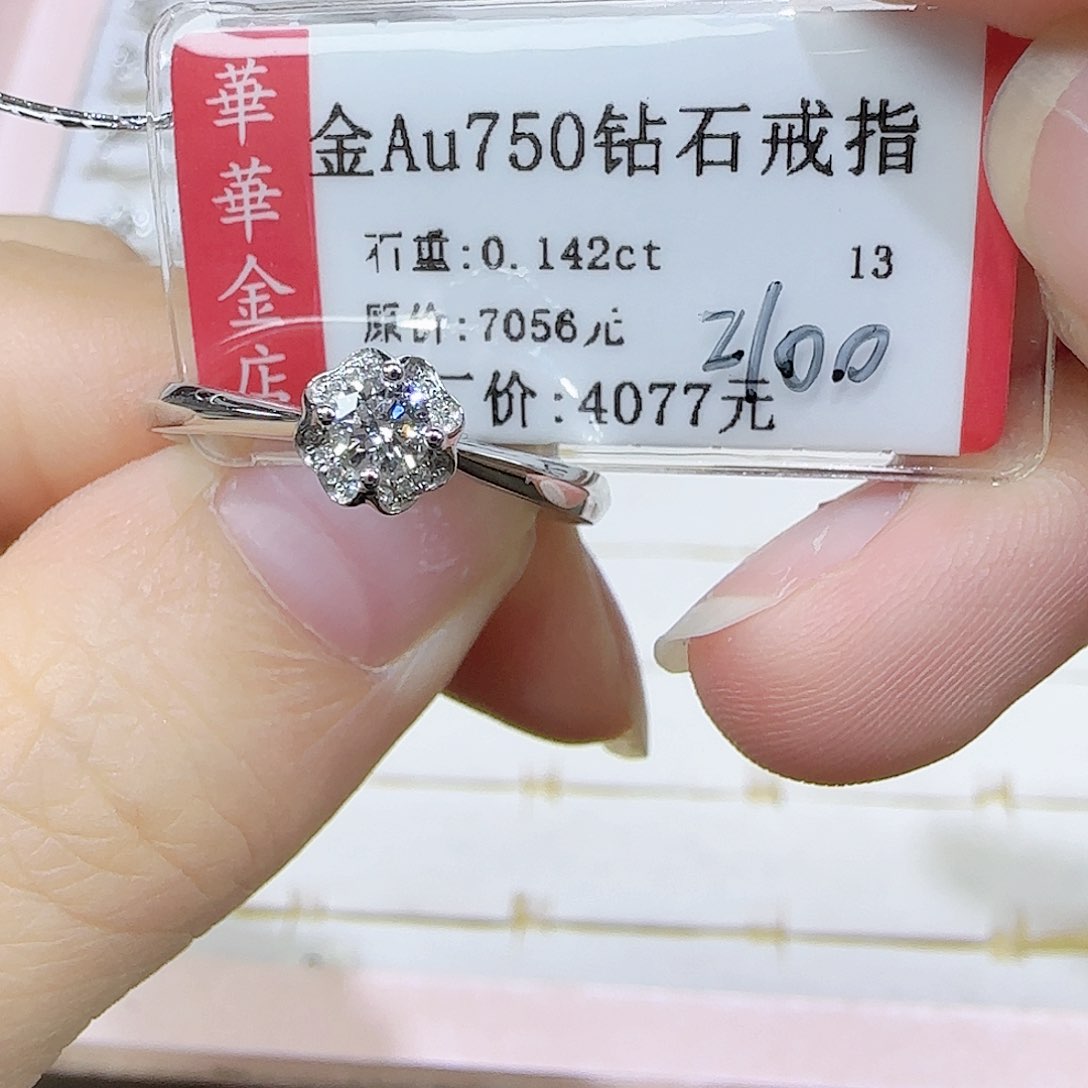 華華金店
金Au750钻石戒指
石重:0.142ct 13
原价:7056元
价:4077元
2100